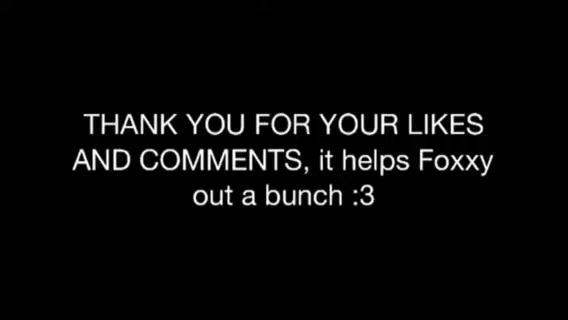 THANK YOU FOR YOUR LIKES
AND COMMENTS, it helps Foxxy
out a bunch :3